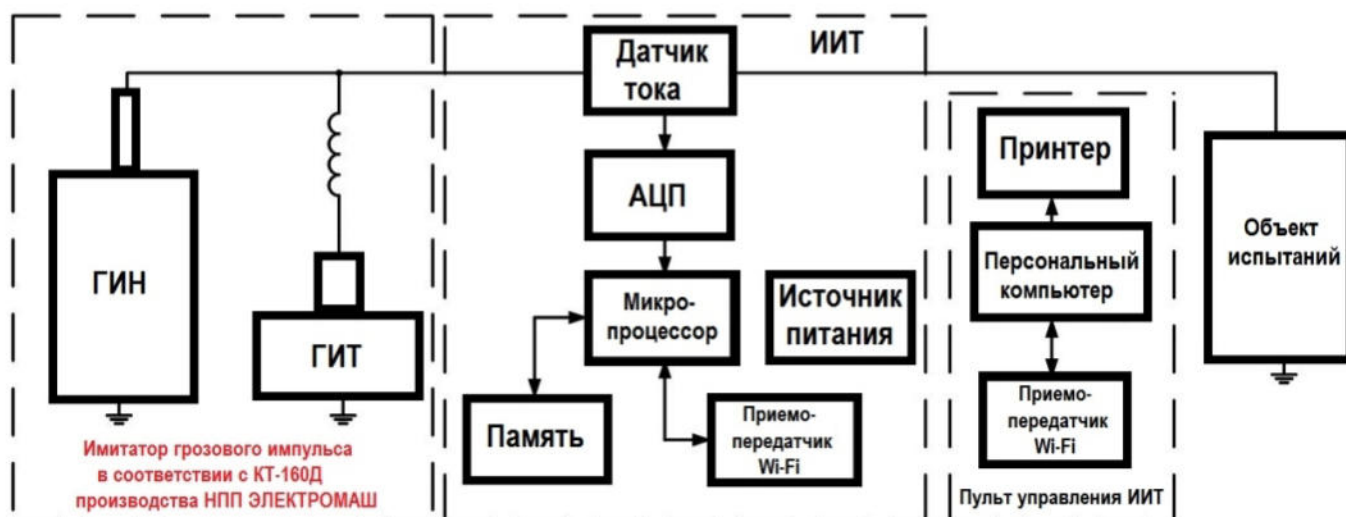 ИИТ
Датчик
тока
Принтер
АЦП
Объект
испытаний
ГИН
Персональный
компьютер
Микро-
процессор
Источник
питания
ГИТ
Память
Приемо-
передатчик
Wi-Fi
Приемо-
передатчик
Wi-Fi
Имитатор грозового импульса
в соответствии с КТ-160Д
производства НПП ЭЛЕКТРОМАШ
Пульт управления ИИТ